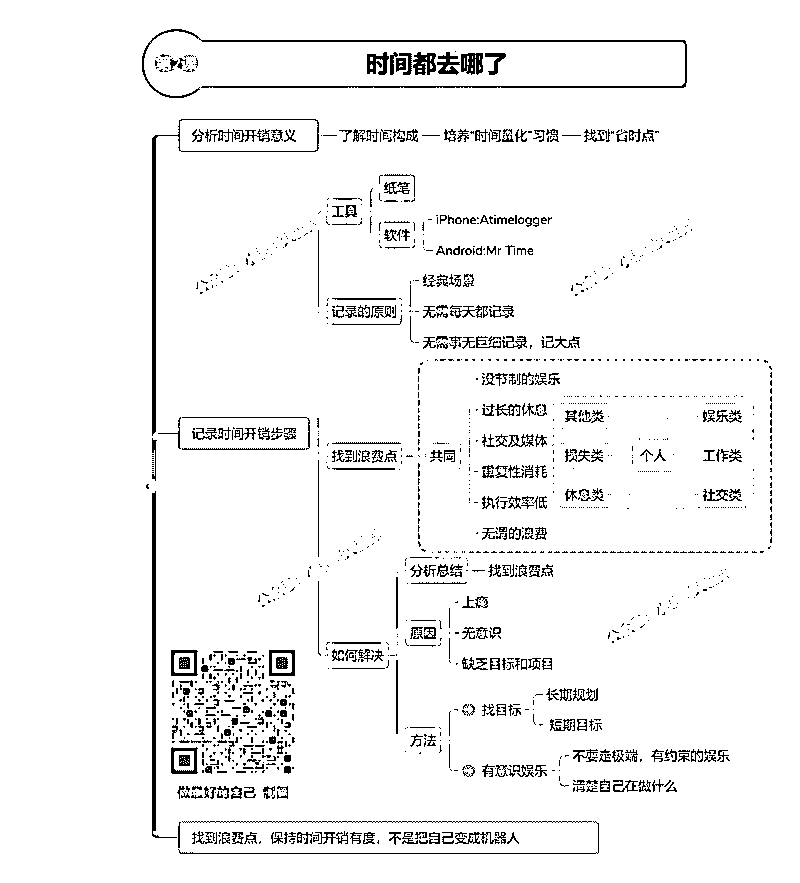 第2课
时间都去哪了
分析时间开销意义
了解时间构成
培养“时间量化”习惯
找到“省时点”
记录时间开销步骤
工具
纸笔
软件
iPhone:Atimelogger
Android:Mr Time
记录的原则
经典场景
无需每天都记录
无需事无巨细记录，记大点
找到浪费点
共同
没节制的娱乐
过长的休息
社交及媒体
重复性消耗
执行效率低
无谓的浪费
其他类
娱乐类
损失类
个人
工作类
休息类
社交类
如何解决
分析总结
找到浪费点
原因
上瘾
无意识
缺乏目标和项目
方法
找目标
长期规划
短期目标
有意识娱乐
不要走极端，有约束的娱乐
清楚自己在做什么
做最好的自己 制图
找到浪费点，保持时间开销有度，不是把自己变成机器人